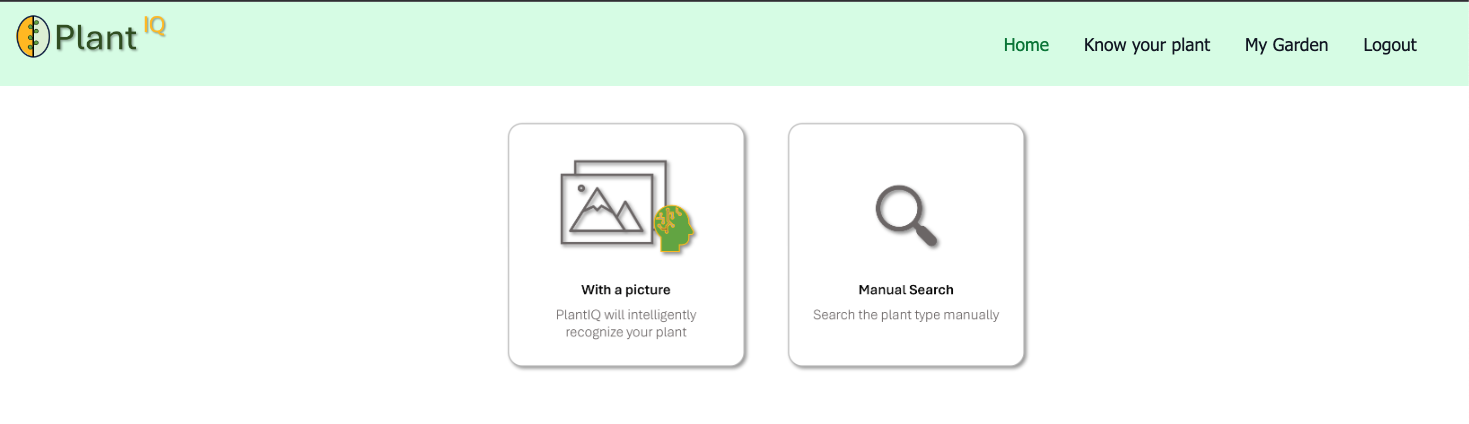 Plant IQ
Home Know your plant My Garden Logout
With a picture
PlantIQ will intelligently
recognize your plant
Manual Search
Search the plant type manually